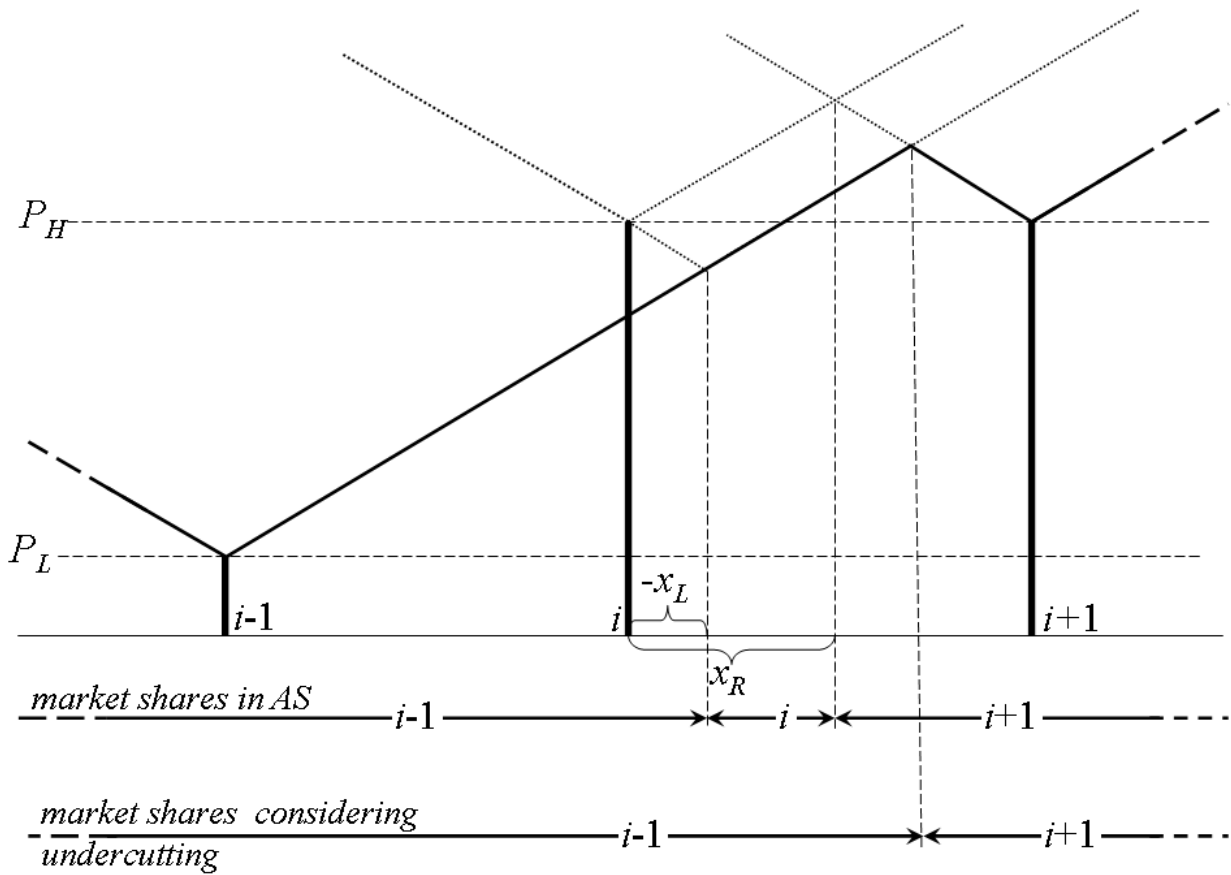 P_H
P_L
i-1
i
-x_L
i+1
x_R
market shares in AS
i-1
i
i+1
market shares considering
undercutting
i-1
i+1